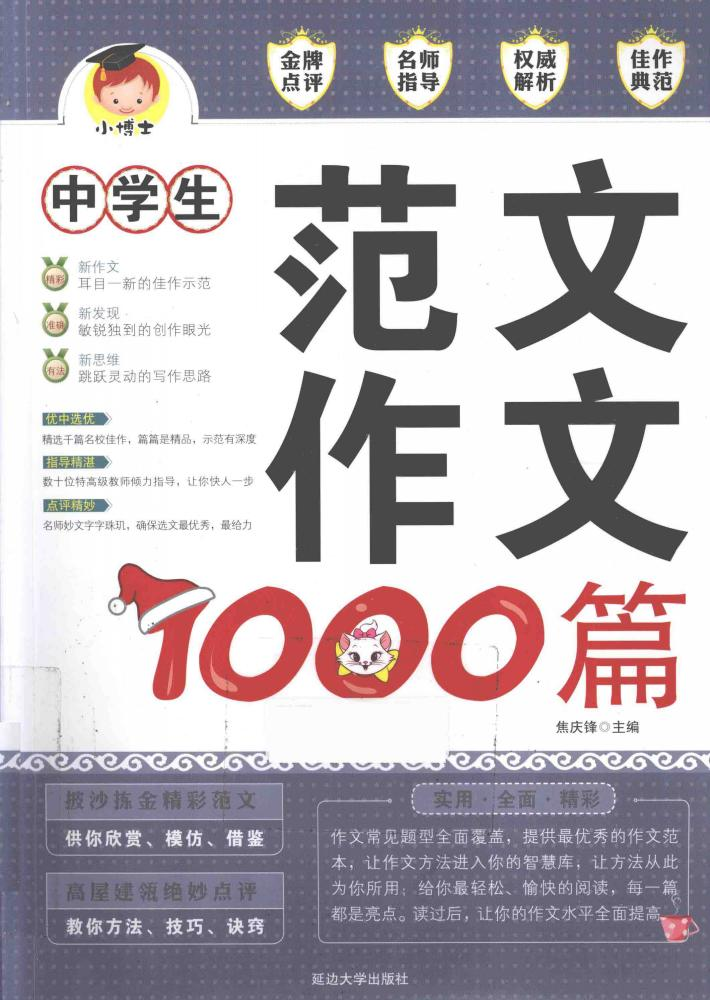 金牌
点评
名师
指导
权威
解析
佳作
典范
小博士
中学生
范文
作文
1000篇
精彩
新作文
耳目一新的佳作示范
准确
新发现
敏锐独到的创作眼光
有法
新思维
跳跃灵动的写作思路
优中选优
精选千篇名校佳作，篇篇是精品，示范有深度
指导精湛
数十位特高级教师倾力指导，让你快人一步
点评精妙
名师妙文字字珠玑，确保选文最优秀，最给力
焦庆锋◎主编
披沙拣金精彩范文
供你欣赏、模仿、借鉴
高屋建瓴绝妙点评
教你方法、技巧、诀窍
实用·全面·精彩
作文常见题型全面覆盖，提供最优秀的作文范
本，让作文方法进入你的智慧库，让方法从此
为你所用；给你最轻松、愉快的阅读，每一篇
都是亮点。读过后，让你的作文水平全面提高。
延边大学出版社